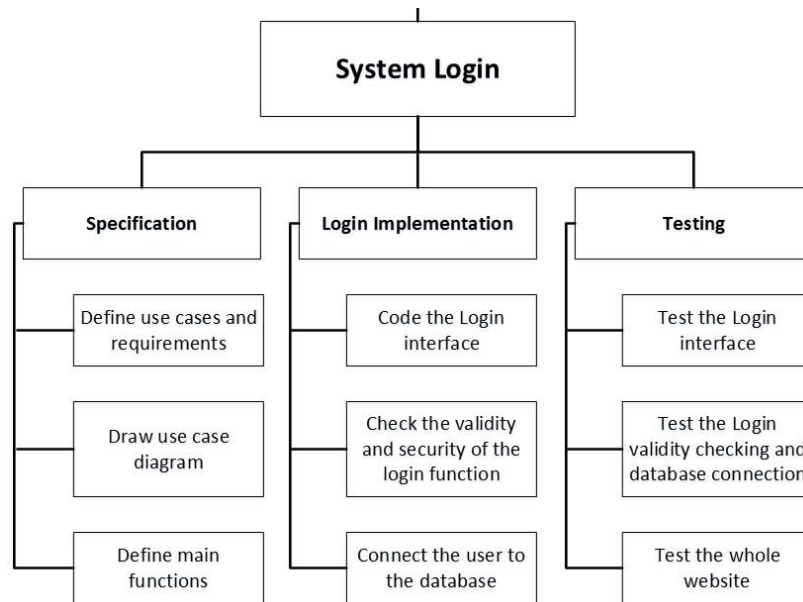 System Login
Specification
Login Implementation
Testing
Define use cases and
requirements
Code the Login
interface
Test the Login
interface
Draw use case
diagram
Check the validity
and security of the
login function
Test the Login
validity checking and
database connection
Define main
functions
Connect the user to
the database
Test the whole
website